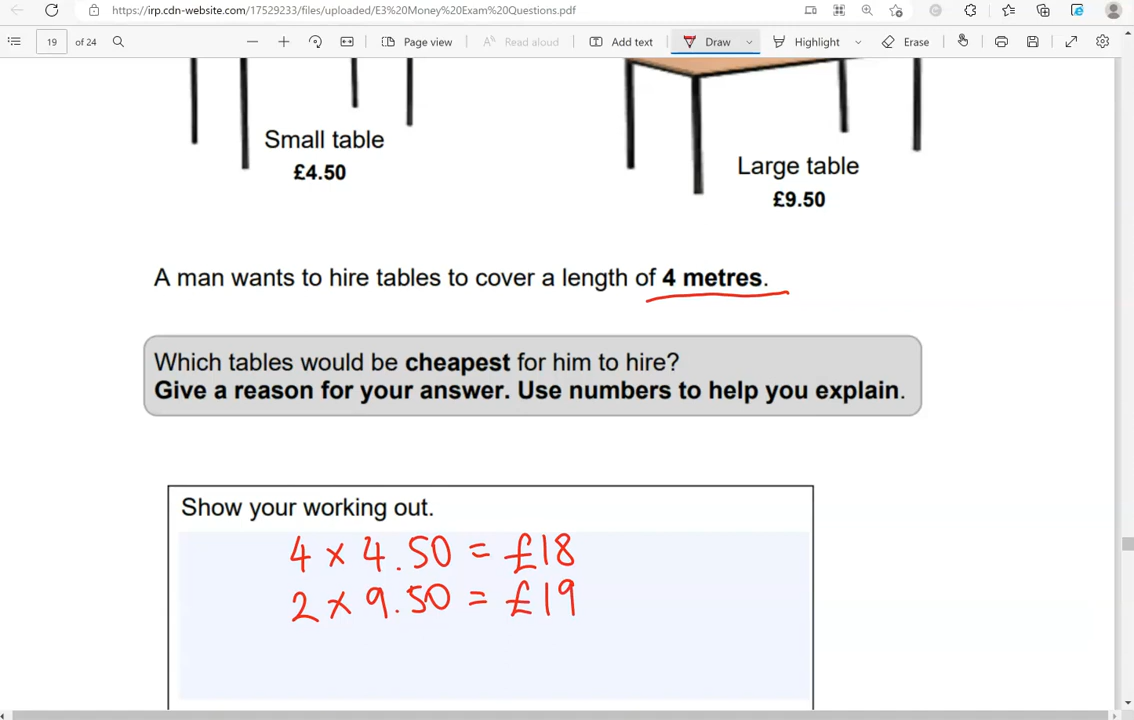 https://irp.cdn-website.com/17529233/files/uploaded/E3%20Money%20Exam%20Questions.pdf
19 of 24
Page view
Read aloud
Add text
Draw
Highlight
Erase
Small table
£4.50
Large table
£9.50
A man wants to hire tables to cover a length of 4 metres.
Which tables would be cheapest for him to hire?
Give a reason for your answer. Use numbers to help you explain.
Show your working out.
4 × 4.50 = £18
2 × 9.50 = £19